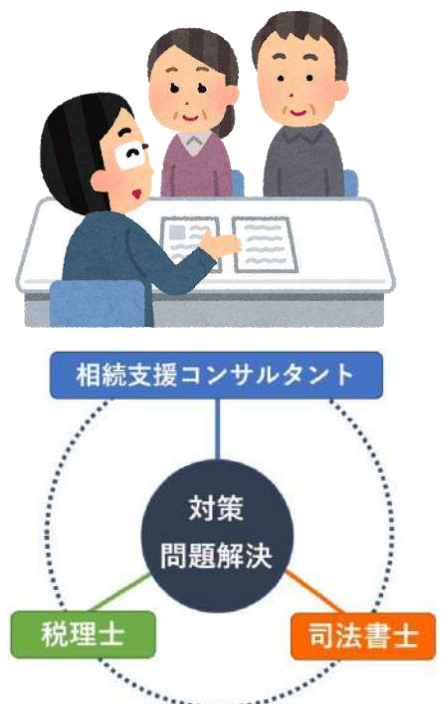 相続支援コンサルタント
対策
問題解決
税理士
司法書士